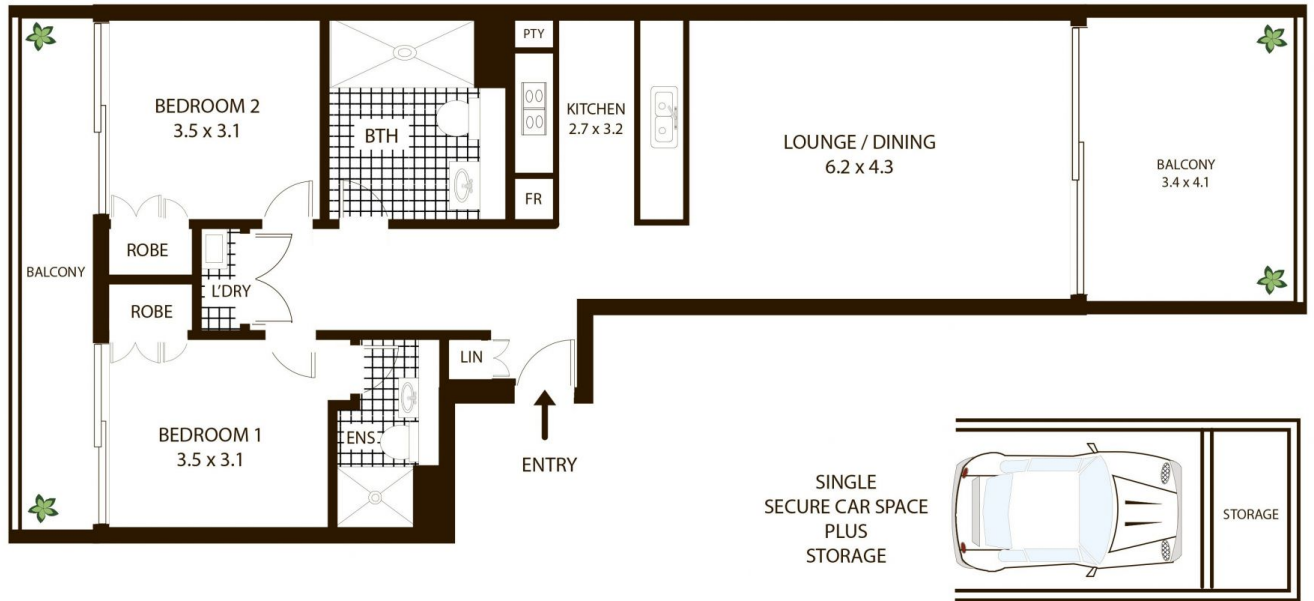 BEDROOM 2
3.5 x 3.1
BTH
PTY
FR
KITCHEN
2.7 x 3.2
LOUNGE / DINING
6.2 x 4.3
BALCONY
3.4 x 4.1
BALCONY
ROBE
ROBE
L'DRY
LIN
BEDROOM 1
3.5 x 3.1
ENS
ENTRY
SINGLE
SECURE CAR SPACE
PLUS
STORAGE
STORAGE